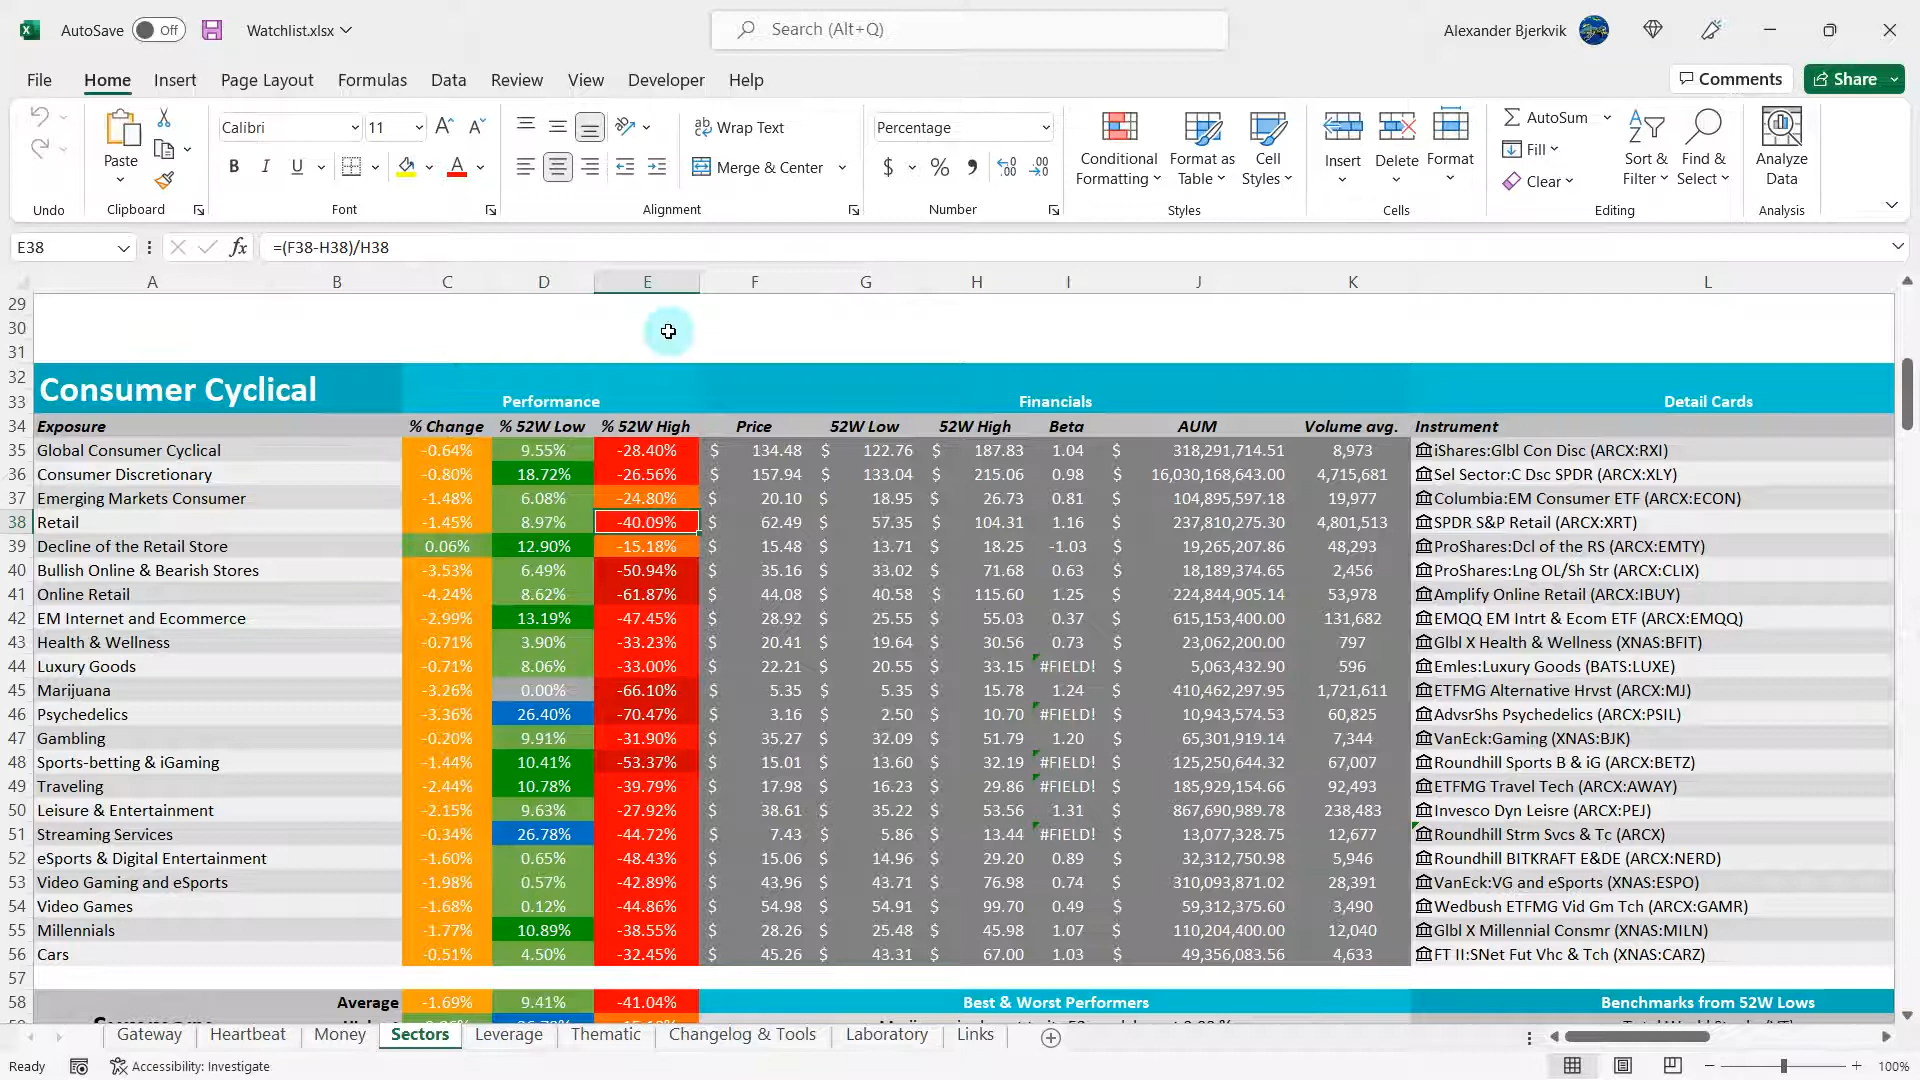 AutoSave Off Watchlist.xlsx Search (Alt+Q) Alexander Bjerkvik
File Home Insert Page Layout Formulas Data Review View Developer Help Comments Share
Calibri 11 Wrap Text Percentage AutoSum
Paste Conditional Formatting Format as Table Cell Styles Insert Delete Format Fill Sort & Filter Find & Select Analyze Data
B I U A Merge & Center $ % Clear
Undo Clipboard Font Alignment Number Styles Cells Editing Analysis
E38 fx =(F38-H38)/H38
A B C D E F G H I J K L
29
30
31
32 Consumer Cyclical
33 Performance Financials Detail Cards
34 Exposure % Change % 52W Low % 52W High Price 52W Low 52W High Beta AUM Volume avg. Instrument
35 Global Consumer Cyclical -0.64% 9.55% -28.40% $ 134.48 $ 122.76 $ 187.83 1.04 $ 318,291,714.51 8,973 iShares:Glbl Con Disc (ARCX:RXI)
36 Consumer Discretionary -0.80% 18.72% -26.56% $ 157.94 $ 133.04 $ 215.06 0.98 $ 16,030,168,643.00 4,715,681 Sel Sector:C Dsc SPDR (ARCX:XLY)
37 Emerging Markets Consumer -1.48% 6.08% -24.80% $ 20.10 $ 18.95 $ 26.73 0.81 $ 104,895,597.18 19,977 Columbia:EM Consumer ETF (ARCX:ECON)
38 Retail -1.45% 8.97% -40.09% $ 62.49 $ 57.35 $ 104.31 1.16 $ 237,810,275.30 4,801,513 SPDR S&P Retail (ARCX:XRT)
39 Decline of the Retail Store 0.06% 12.90% -15.18% $ 15.48 $ 13.71 $ 18.25 -1.03 $ 19,265,207.86 48,293 ProShares:Dcl of the RS (ARCX:EMTY)
40 Bullish Online & Bearish Stores -3.53% 6.49% -50.94% $ 35.16 $ 33.02 $ 71.68 0.63 $ 18,189,374.65 2,456 ProShares:Lng OL/Sh Str (ARCX:CLIX)
41 Online Retail -4.24% 8.62% -61.87% $ 44.08 $ 40.58 $ 115.60 1.25 $ 224,844,905.14 53,978 Amplify Online Retail (ARCX:IBUY)
42 EM Internet and Ecommerce -2.99% 13.19% -47.45% $ 28.92 $ 25.55 $ 55.03 0.37 $ 615,153,400.00 131,682 EMQQ EM Intrt & Ecom ETF (ARCX:EMQQ)
43 Health & Wellness -0.71% 3.90% -33.23% $ 20.41 $ 19.64 $ 30.56 0.73 $ 23,062,200.00 797 Glbl X Health & Wellness (XNAS:BFIT)
44 Luxury Goods -0.71% 8.06% -33.00% $ 22.21 $ 20.55 $ 33.15 #FIELD! $ 5,063,432.90 596 Emles:Luxury Goods (BATS:LUXE)
45 Marijuana -3.26% 0.00% -66.10% $ 5.35 $ 5.35 $ 15.78 1.24 $ 410,462,297.95 1,721,611 ETFMG Alternative Hrvst (ARCX:MJ)
46 Psychedelics -3.36% 26.40% -70.47% $ 3.16 $ 2.50 $ 10.70 #FIELD! $ 10,943,574.53 60,825 AdvsrShs Psychedelics (ARCX:PSIL)
47 Gambling -0.20% 9.91% -31.90% $ 35.27 $ 32.09 $ 51.79 1.20 $ 65,301,919.14 7,344 VanEck:Gaming (XNAS:BJK)
48 Sports-betting & iGaming -1.44% 10.41% -53.37% $ 15.01 $ 13.60 $ 32.19 #FIELD! $ 125,250,644.32 67,007 Roundhill Sports B & iG (ARCX:BETZ)
49 Traveling -2.44% 10.78% -39.79% $ 17.98 $ 16.23 $ 29.86 #FIELD! $ 185,929,154.66 92,493 ETFMG Travel Tech (ARCX:AWAY)
50 Leisure & Entertainment -2.15% 9.63% -27.92% $ 38.61 $ 35.22 $ 53.56 1.31 $ 867,690,989.78 238,483 Invesco Dyn Leisre (ARCX:PEJ)
51 Streaming Services -0.34% 26.78% -44.72% $ 7.43 $ 5.86 $ 13.44 #FIELD! $ 13,077,328.75 12,677 Roundhill Strm Svcs & Tc (ARCX)
52 eSports & Digital Entertainment -1.60% 0.65% -48.43% $ 15.06 $ 14.96 $ 29.20 0.89 $ 32,312,750.98 5,946 Roundhill BITKRAFT E&DE (ARCX:NERD)
53 Video Gaming and eSports -1.98% 0.57% -42.89% $ 43.96 $ 43.71 $ 76.98 0.74 $ 310,093,871.02 28,391 VanEck:VG and eSports (XNAS:ESPO)
54 Video Games -1.68% 0.12% -44.86% $ 54.98 $ 54.91 $ 99.70 0.49 $ 59,312,375.60 3,490 Wedbush ETFMG Vid Gm Tch (ARCX:GAMR)
55 Millennials -1.77% 10.89% -38.55% $ 28.26 $ 25.48 $ 45.98 1.07 $ 110,204,400.00 12,040 Glbl X Millennial Consmr (XNAS:MILN)
56 Cars -0.51% 4.50% -32.45% $ 45.26 $ 43.31 $ 67.00 1.03 $ 49,356,083.56 4,633 FT II:SNet Fut Vhc & Tch (XNAS:CARZ)
57
58 Average -1.69% 9.41% -41.04% Best & Worst Performers Benchmarks from 52W Lows
Gateway Heartbeat Money Sectors Leverage Thematic Changelog & Tools Laboratory Links
Ready Accessibility: Investigate 100%